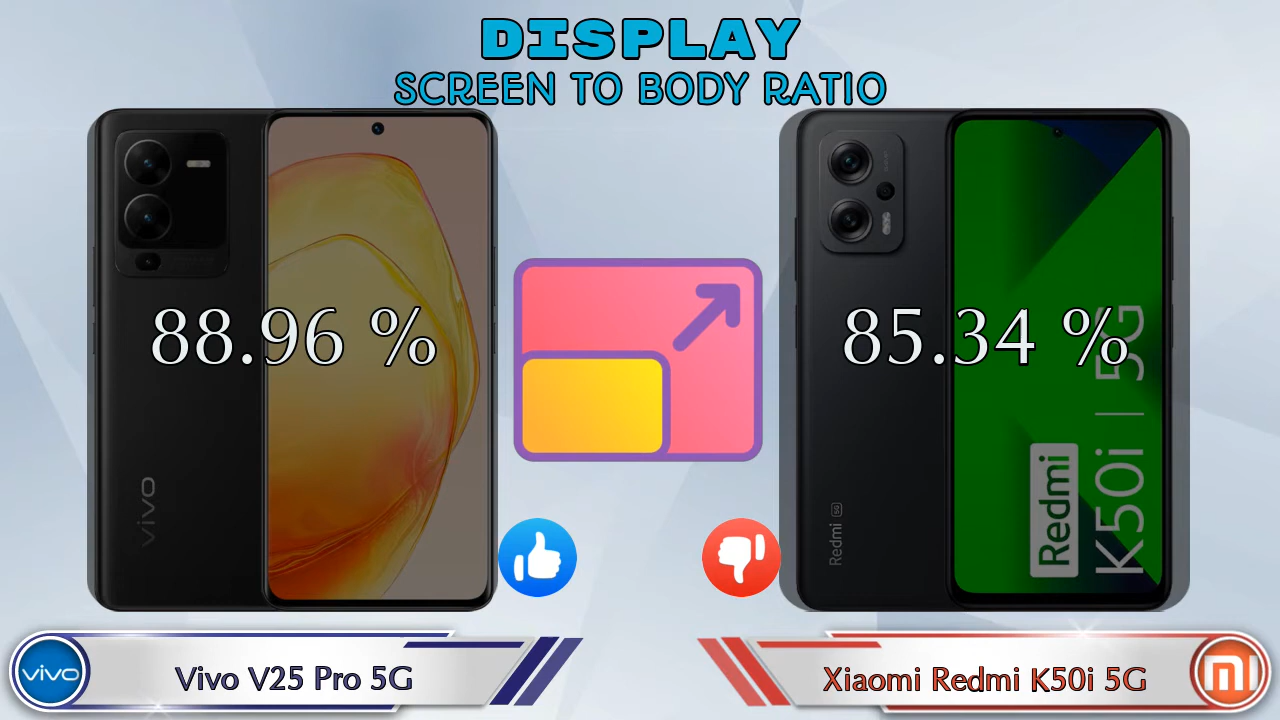 DISPLAY
SCREEN TO BODY RATIO
88.96 %
85.34 %
vivo
Redmi 5G
Redmi
K50i | 5G
vivo
Vivo V25 Pro 5G
Xiaomi Redmi K50i 5G